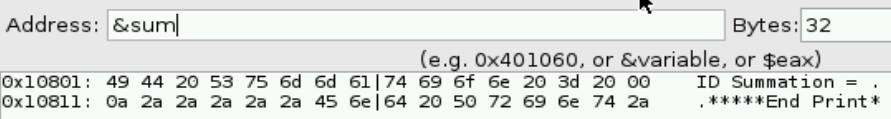 Address: &sum Bytes: 32
(e.g. 0x401060, or &variable, or $eax)
0x10801: 49 44 20 53 75 6d 6d 61|74 69 6f 6e 20 3d 20 00 ID Summation = .
0x10811: 0a 2a 2a 2a 2a 2a 45 6e|64 20 50 72 69 6e 74 2a .*****End Print*